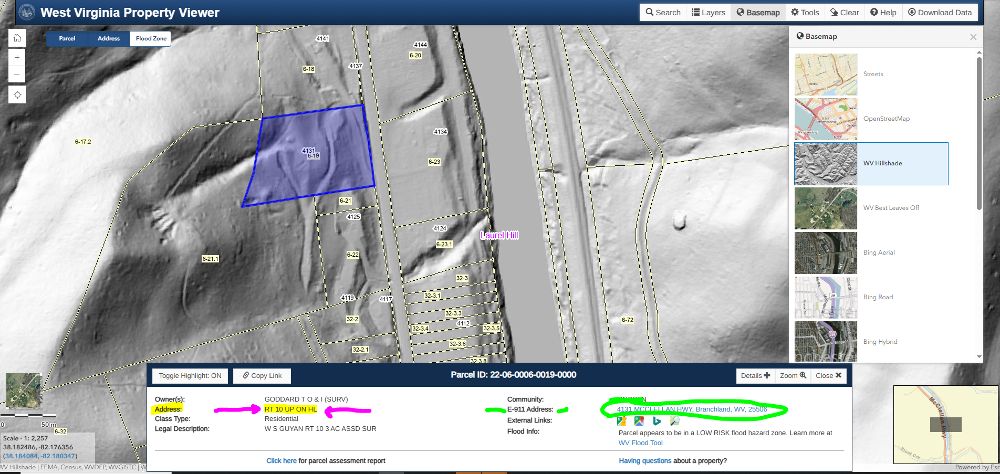 West Virginia Property Viewer
Search
Layers
Basemap
Tools
Clear
Help
Download Data
Parcel
Address
Flood Zone
+
−
4141
4144
6-20
4137
6-18
6-17.2
4131
6-19
4134
6-23
6-21
4125
4124
6-23.1
Laurel Hill
6-22
6-21.1
32-3
32-3.1
4119
4117
32-3.3
32-2
4112
32-3.4
32-3.5
32-3.6
32-2.1
32-3.8
6-72
6-32
Basemap
Streets
OpenStreetMap
WV Hillshade
WV Best Leaves Off
Bing Aerial
Bing Road
Bing Hybrid
Toggle Highlight: ON
Copy Link
Parcel ID: 22-06-0006-0019-0000
Details
Zoom
Close
Owner(s): GODDARD T O & I (SURV)
Address: RT 10 UP ON HL
Class Type: Residential
Legal Description: W S GUYAN RT 10 3 AC ASSD SUR
Community: LINCOLN
E-911 Address: 4131 MCCLELLAN HWY, Branchland, WV, 25506
External Links:
Flood Info:
Parcel appears to be in a LOW RISK flood hazard zone. Learn more at
WV Flood Tool
Click here for parcel assessment report
Having questions about a property?
0 50 m
Scale - 1: 2,257
38.182486, -82.176356
(38.184084, -82.180347)
WV Hillshade | FEMA, Census, WVDEP, WVGISTC | W
McClellan Hwy
Stout Crk
Powered by Esri